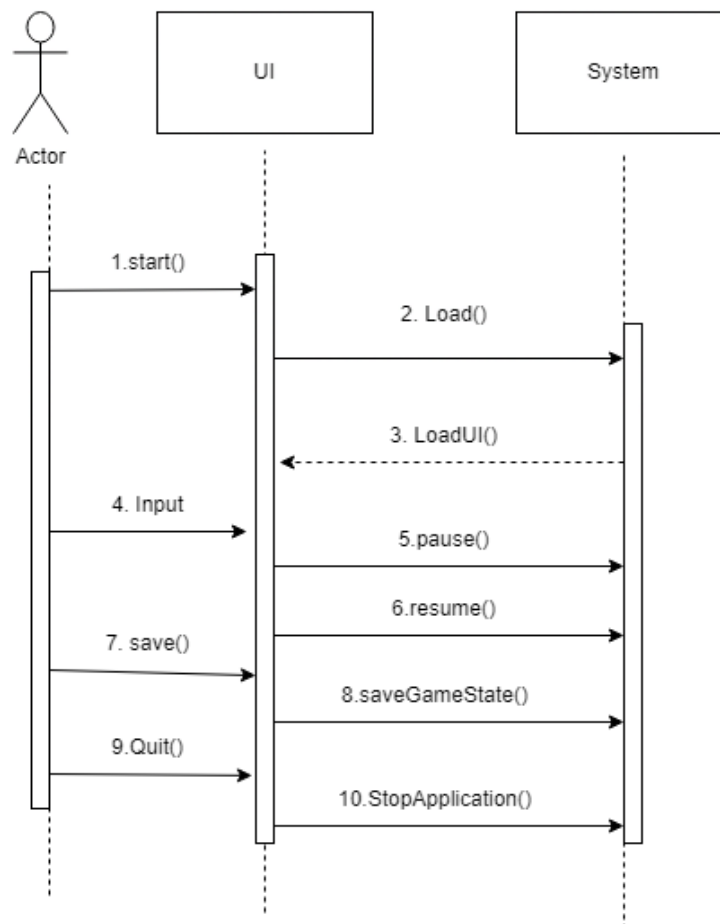 UI
System
Actor
1.start()
2. Load()
3. LoadUI()
4. Input
5.pause()
6.resume()
7. save()
8.saveGameState()
9.Quit()
10.StopApplication()